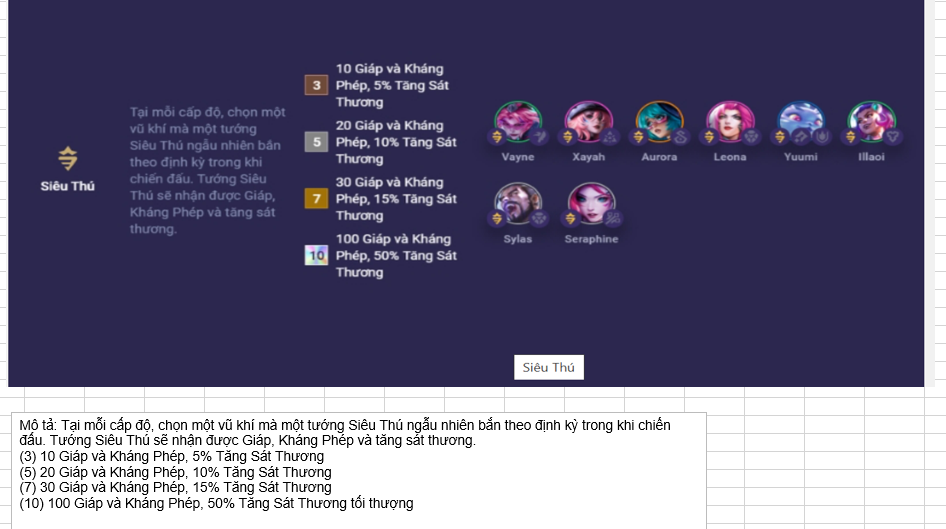 Siêu Thú
Tại mỗi cấp độ, chọn một
vũ khí mà một tướng
Siêu Thú ngẫu nhiên bắn
theo định kỳ trong khi
chiến đấu. Tướng Siêu
Thú sẽ nhận được Giáp,
Kháng Phép và tăng sát
thương.
3
10 Giáp và Kháng
Phép, 5% Tăng Sát
Thương
5
20 Giáp và Kháng
Phép, 10% Tăng Sát
Thương
7
30 Giáp và Kháng
Phép, 15% Tăng Sát
Thương
10
100 Giáp và Kháng
Phép, 50% Tăng Sát
Thương
Vayne Xayah Aurora Leona Yuumi Illaoi
Sylas Seraphine
Siêu Thú
Mô tả: Tại mỗi cấp độ, chọn một vũ khí mà một tướng Siêu Thú ngẫu nhiên bắn theo định kỳ trong khi chiến
đấu. Tướng Siêu Thú sẽ nhận được Giáp, Kháng Phép và tăng sát thương.
(3) 10 Giáp và Kháng Phép, 5% Tăng Sát Thương
(5) 20 Giáp và Kháng Phép, 10% Tăng Sát Thương
(7) 30 Giáp và Kháng Phép, 15% Tăng Sát Thương
(10) 100 Giáp và Kháng Phép, 50% Tăng Sát Thương tối thượng